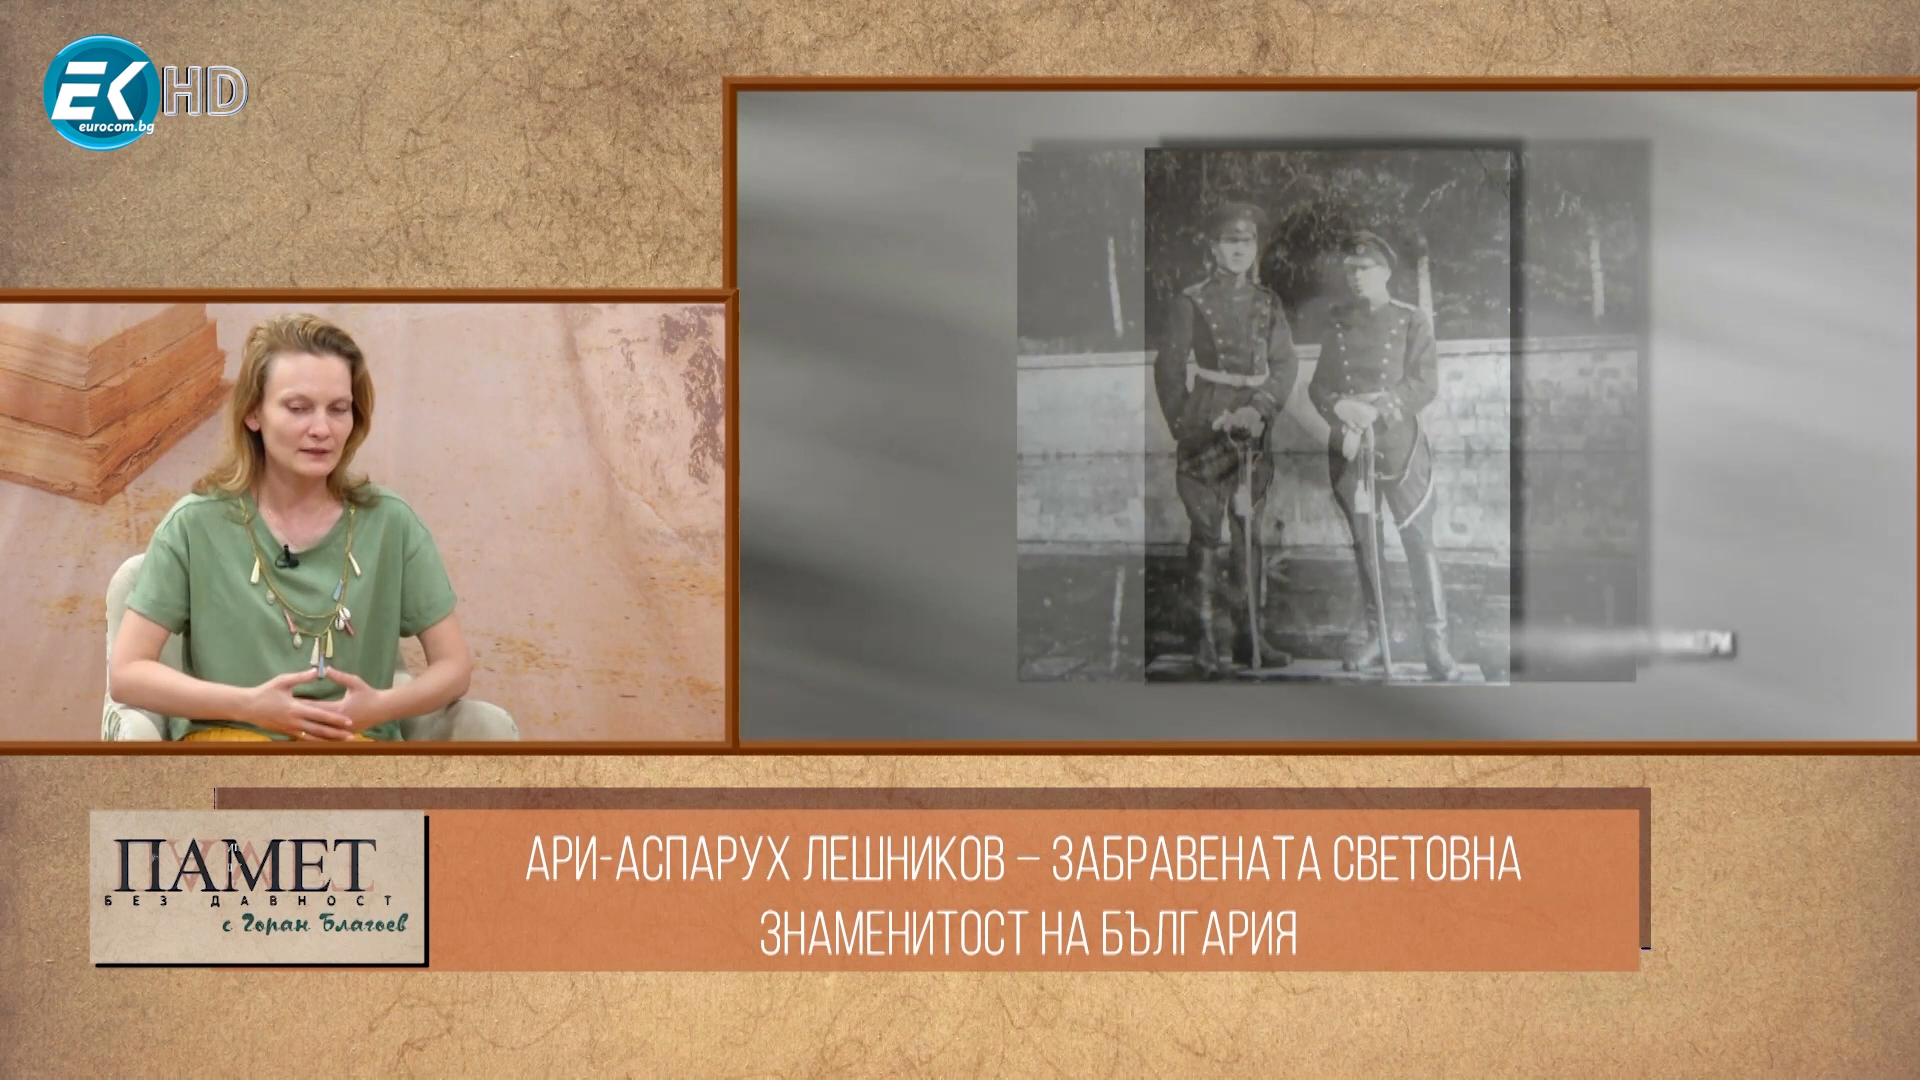 EK HD
eurocom.bg
ПАМЕТ
БЕЗ ДАВНОСТ
с Горан Благоев
АРИ-АСПАРУХ ЛЕШНИКОВ – ЗАБРАВЕНАТА СВЕТОВНА
ЗНАМЕНИТОСТ НА БЪЛГАРИЯ